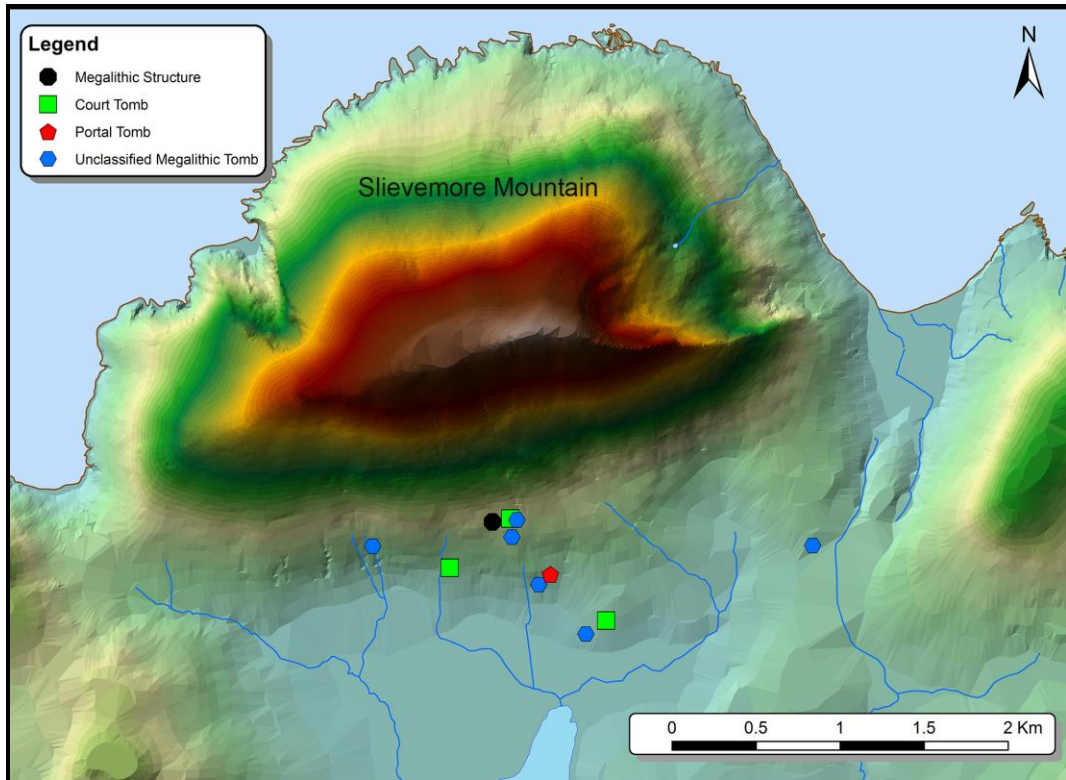 Legend
Megalithic Structure
Court Tomb
Portal Tomb
Unclassified Megalithic Tomb
N
Slievemore Mountain
0 0.5 1 1.5 2 Km